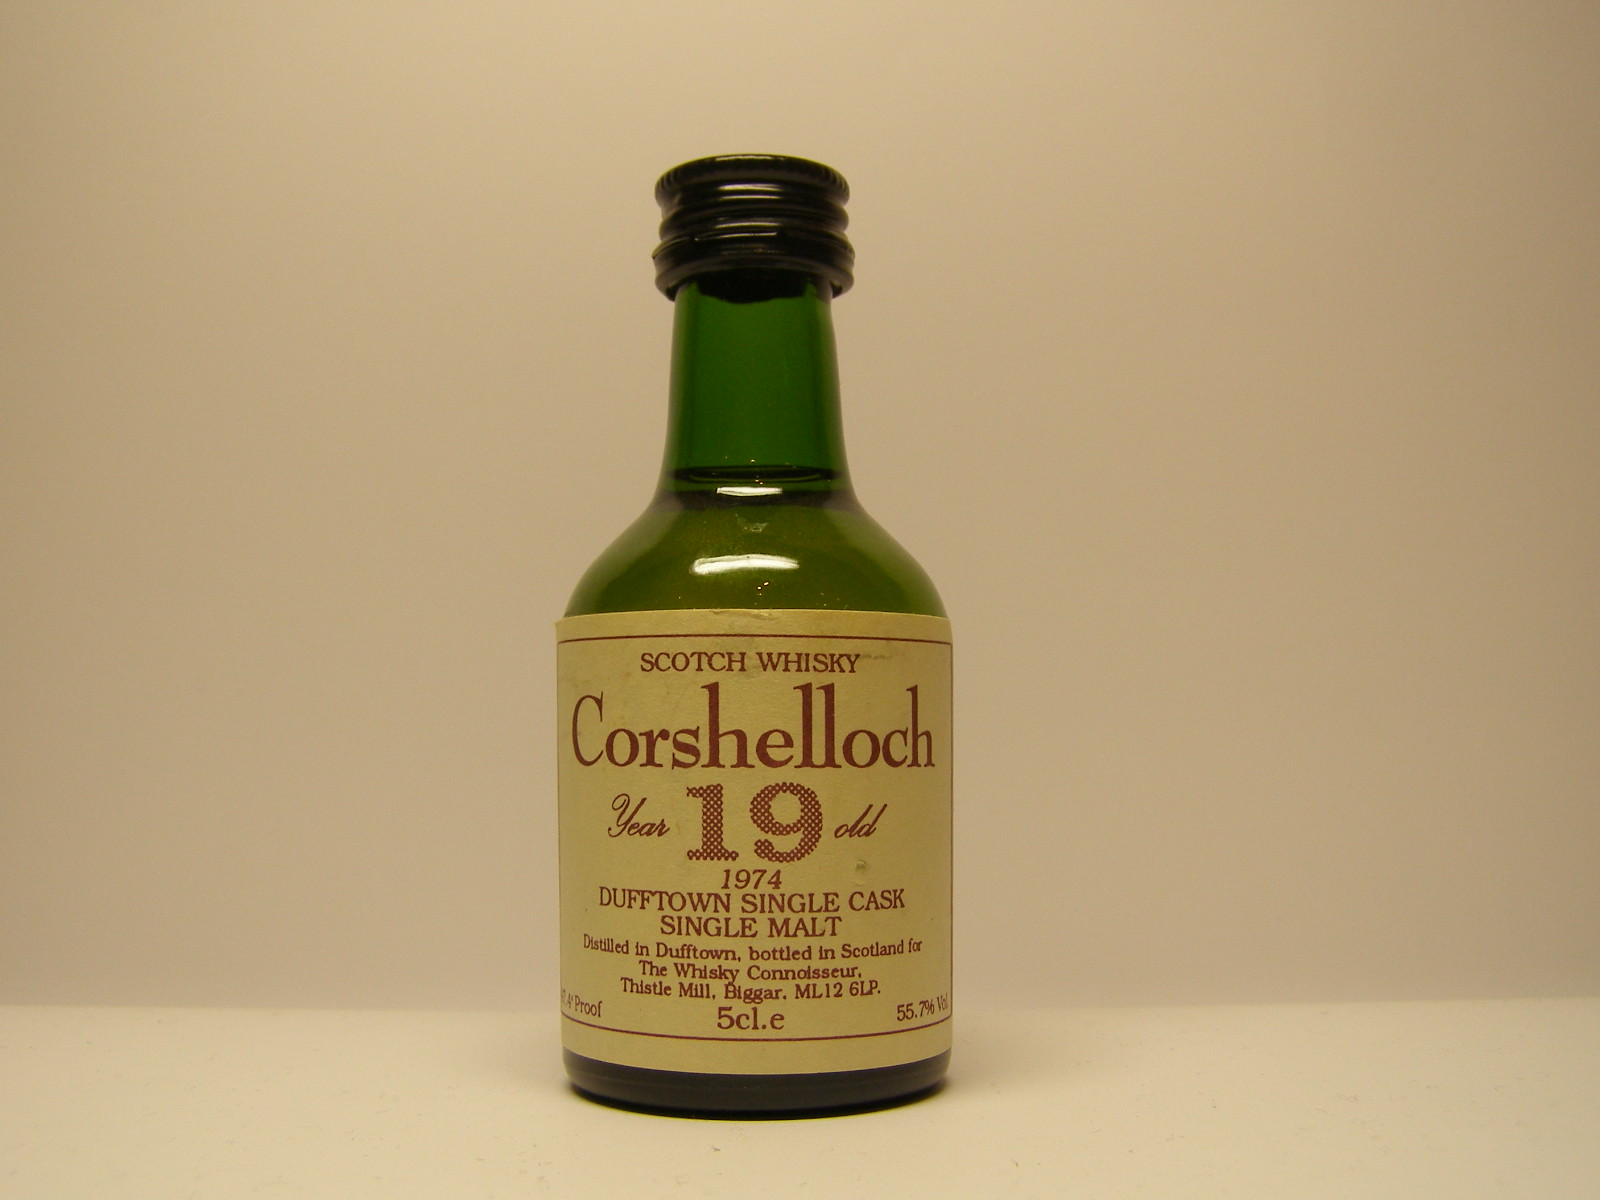 SCOTCH WHISKY
Corshelloch
Year 19 old
1974
DUFFTOWN SINGLE CASK
SINGLE MALT
Distilled in Dufftown, bottled in Scotland for
The Whisky Connoisseur,
Thistle Mill, Biggar. ML12 6LP.
Proof 5cl.e 55.7% Vol